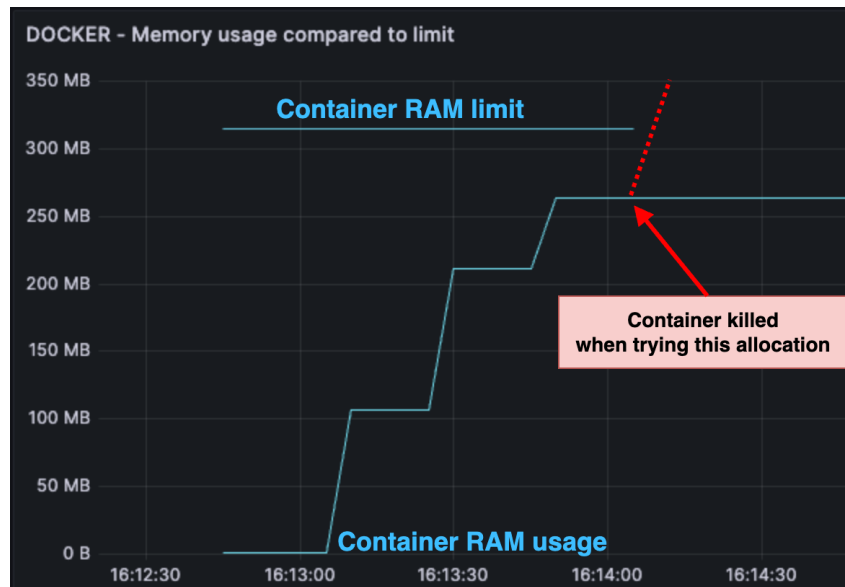 DOCKER - Memory usage compared to limit
350 MB
Container RAM limit
300 MB
250 MB
200 MB
Container killed
when trying this allocation
150 MB
100 MB
50 MB
Container RAM usage
0 B
16:12:30 16:13:00 16:13:30 16:14:00 16:14:30